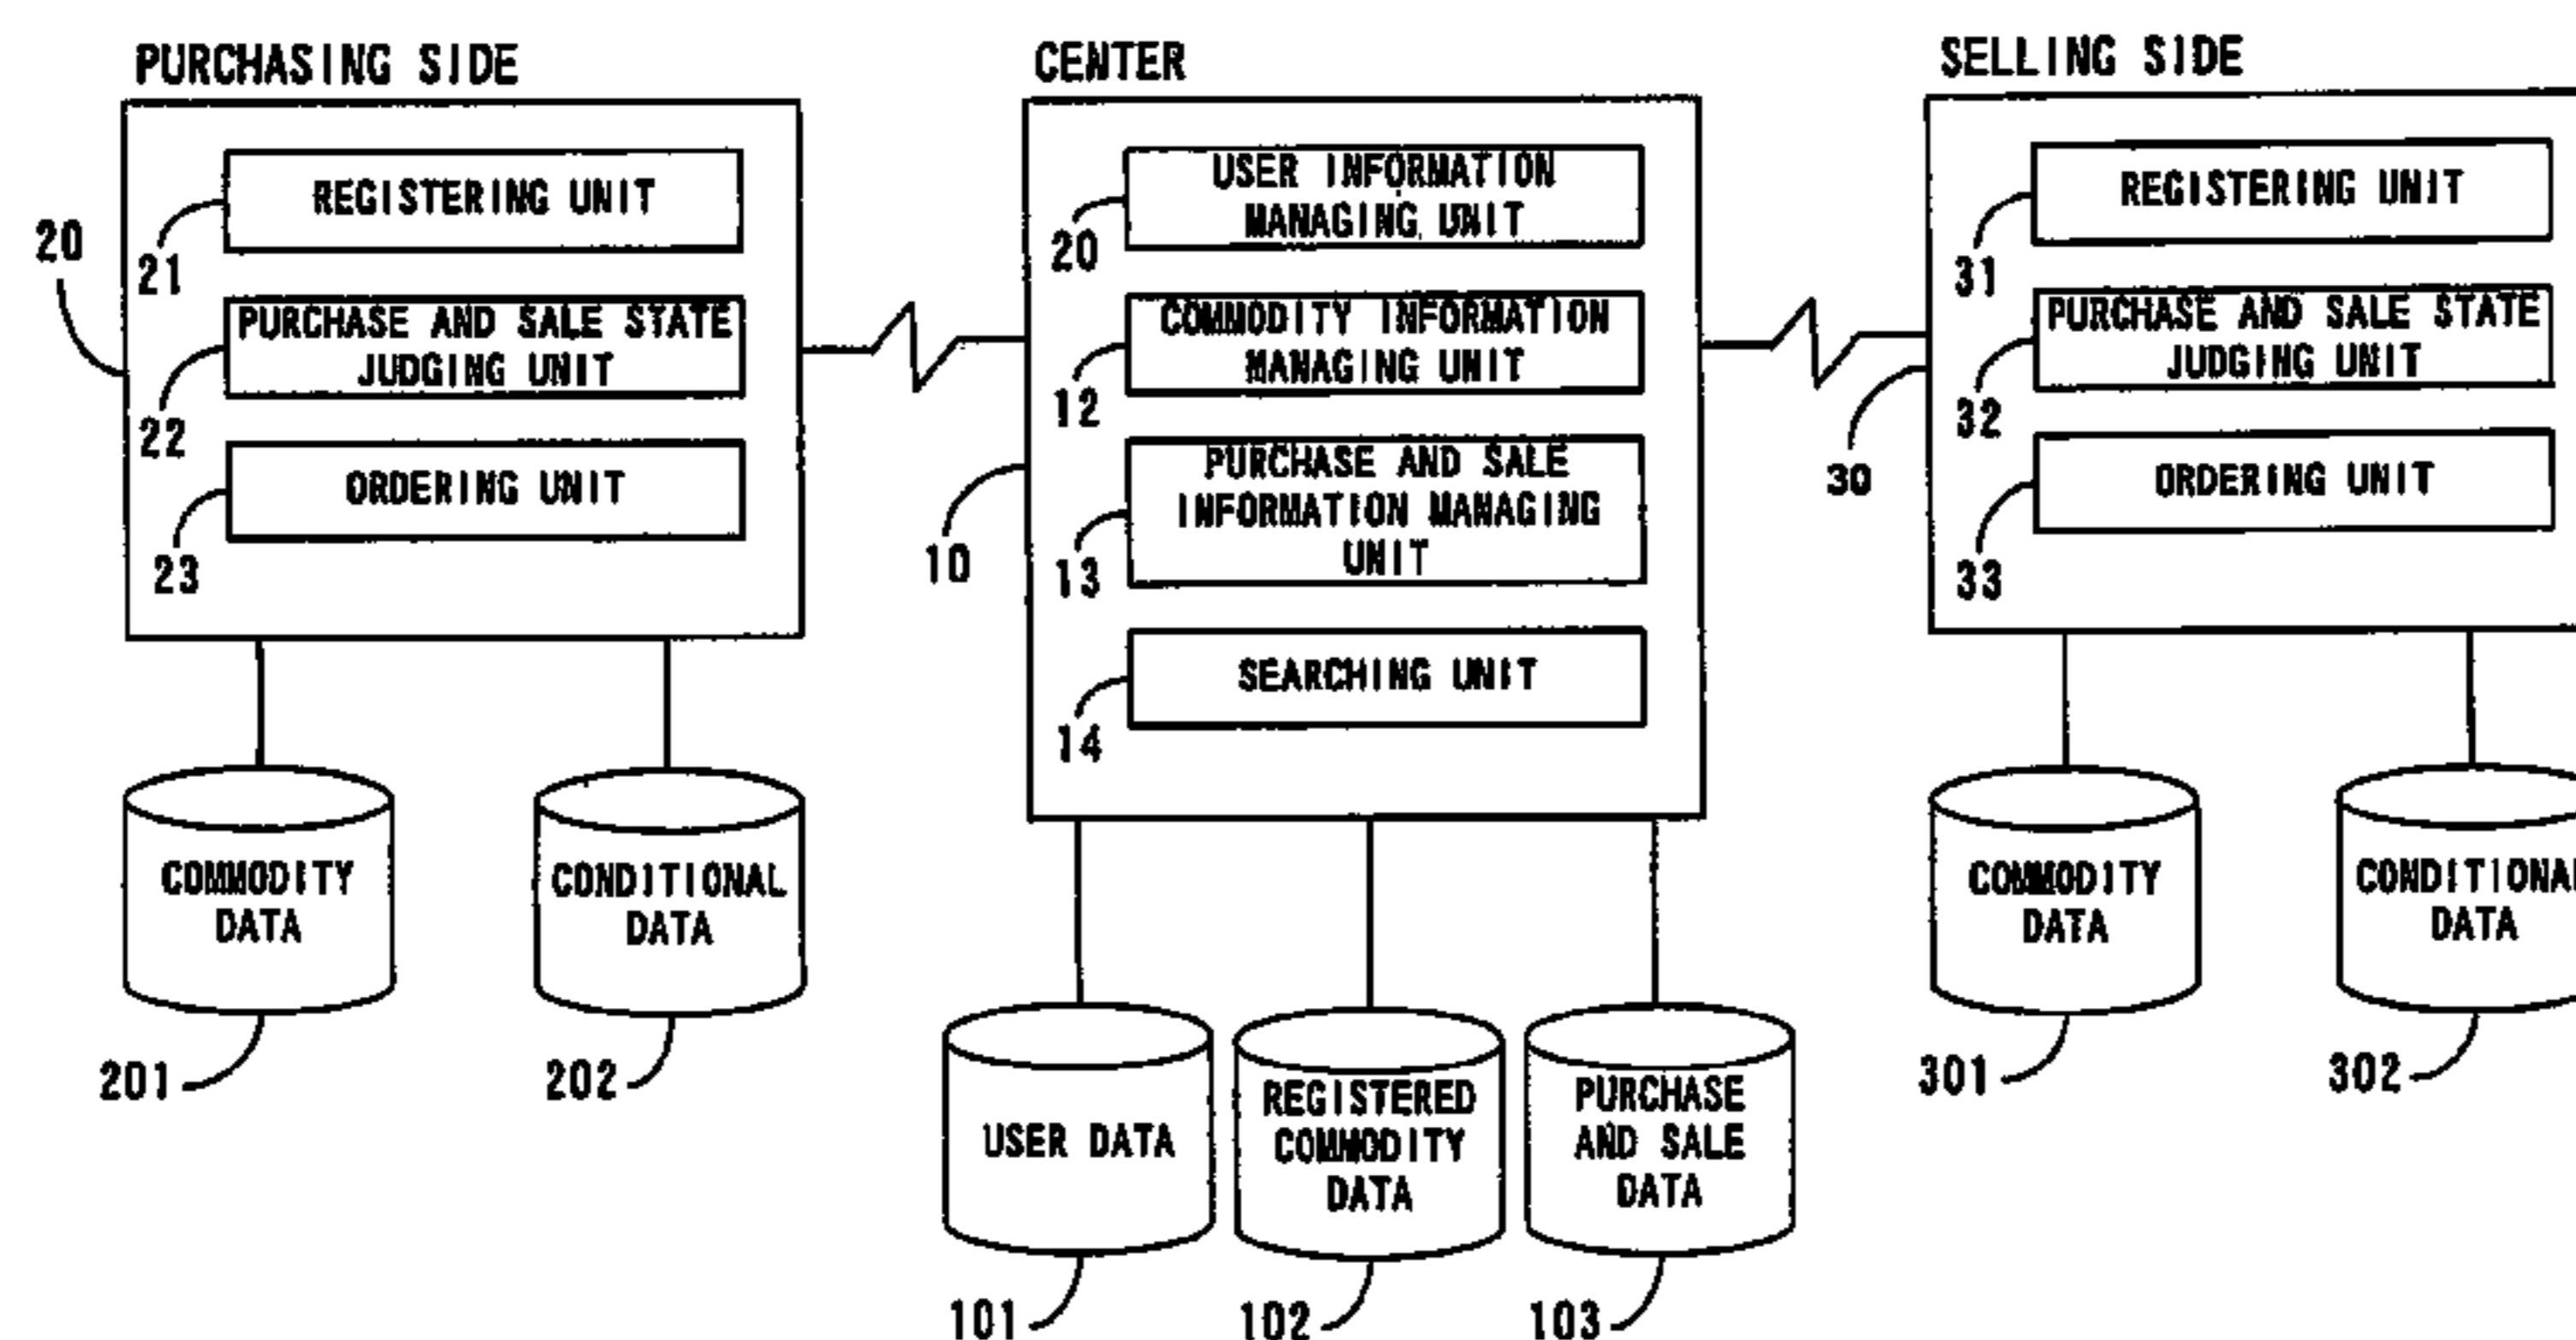 PURCHASING SIDE
REGISTERING UNIT
20
21
PURCHASE AND SALE STATE
JUDGING UNIT
22
ORDERING UNIT
23
COMMODITY
DATA
CONDITIONAL
DATA
201
202
CENTER
USER INFORMATION
MANAGING UNIT
20
COMMODITY INFORMATION
MANAGING UNIT
12
PURCHASE AND SALE
INFORMATION MANAGING
UNIT
10
13
SEARCHING UNIT
14
USER DATA
REGISTERED
COMMODITY
DATA
PURCHASE
AND SALE
DATA
101
102
103
SELLING SIDE
REGISTERING UNIT
31
PURCHASE AND SALE STATE
JUDGING UNIT
32
30
ORDERING UNIT
33
COMMODITY
DATA
CONDITIONAL
DATA
301
302